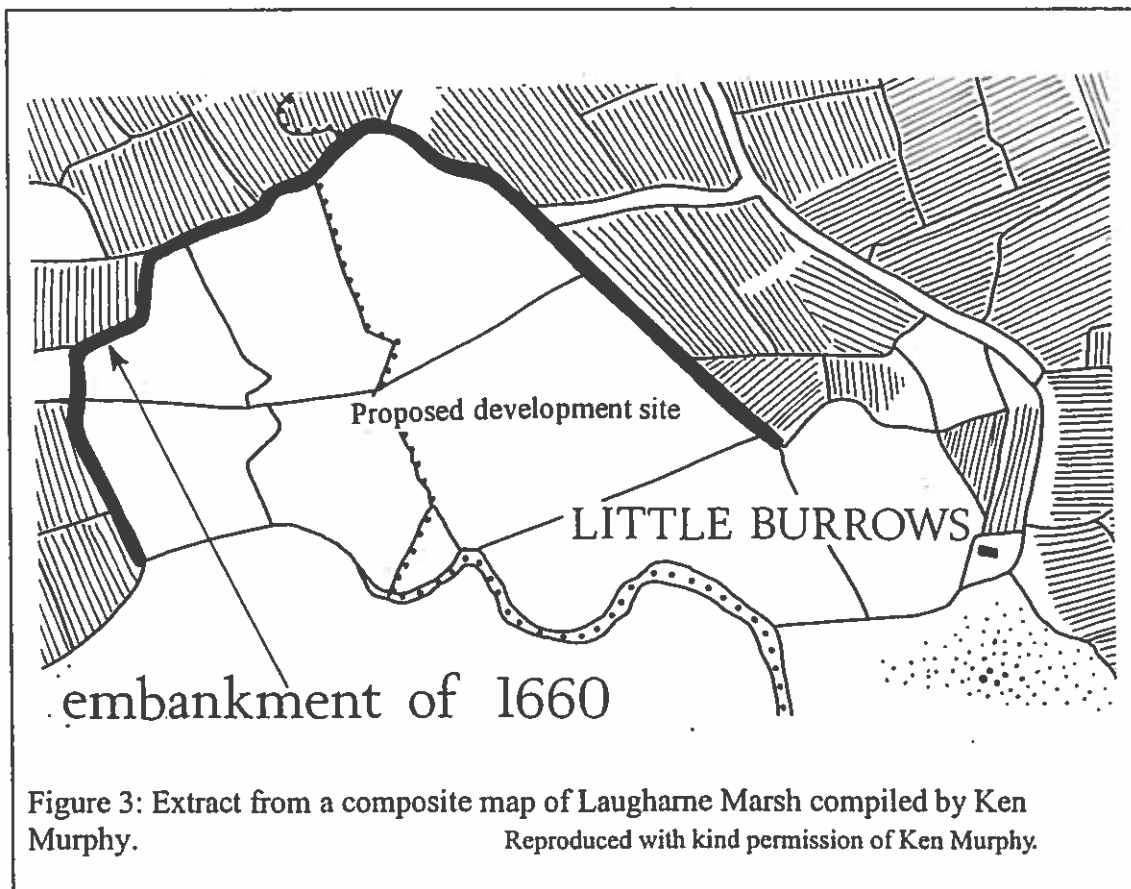 Proposed development site
LITTLE BURROWS
embankment of 1660
Figure 3: Extract from a composite map of Laugharne Marsh compiled by Ken
Murphy.
Reproduced with kind permission of Ken Murphy.